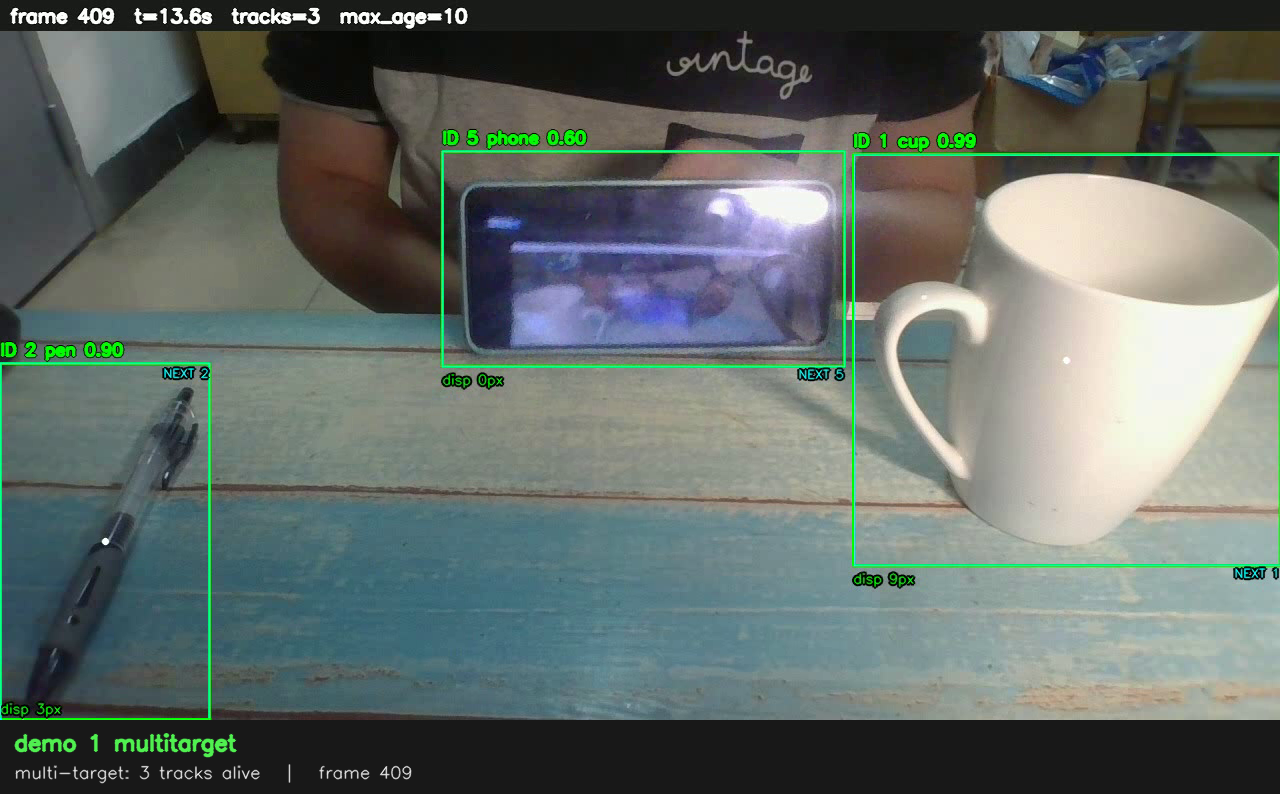 frame 409 t=13.6s tracks=3 max_age=10
vintage
ID 5 phone 0.60
ID 1 cup 0.99
ID 2 pen 0.90
NEXT 2
disp 0px
NEXT 5
disp 9px
NEXT 1
disp 3px
demo 1 multitarget
multi-target: 3 tracks alive | frame 409